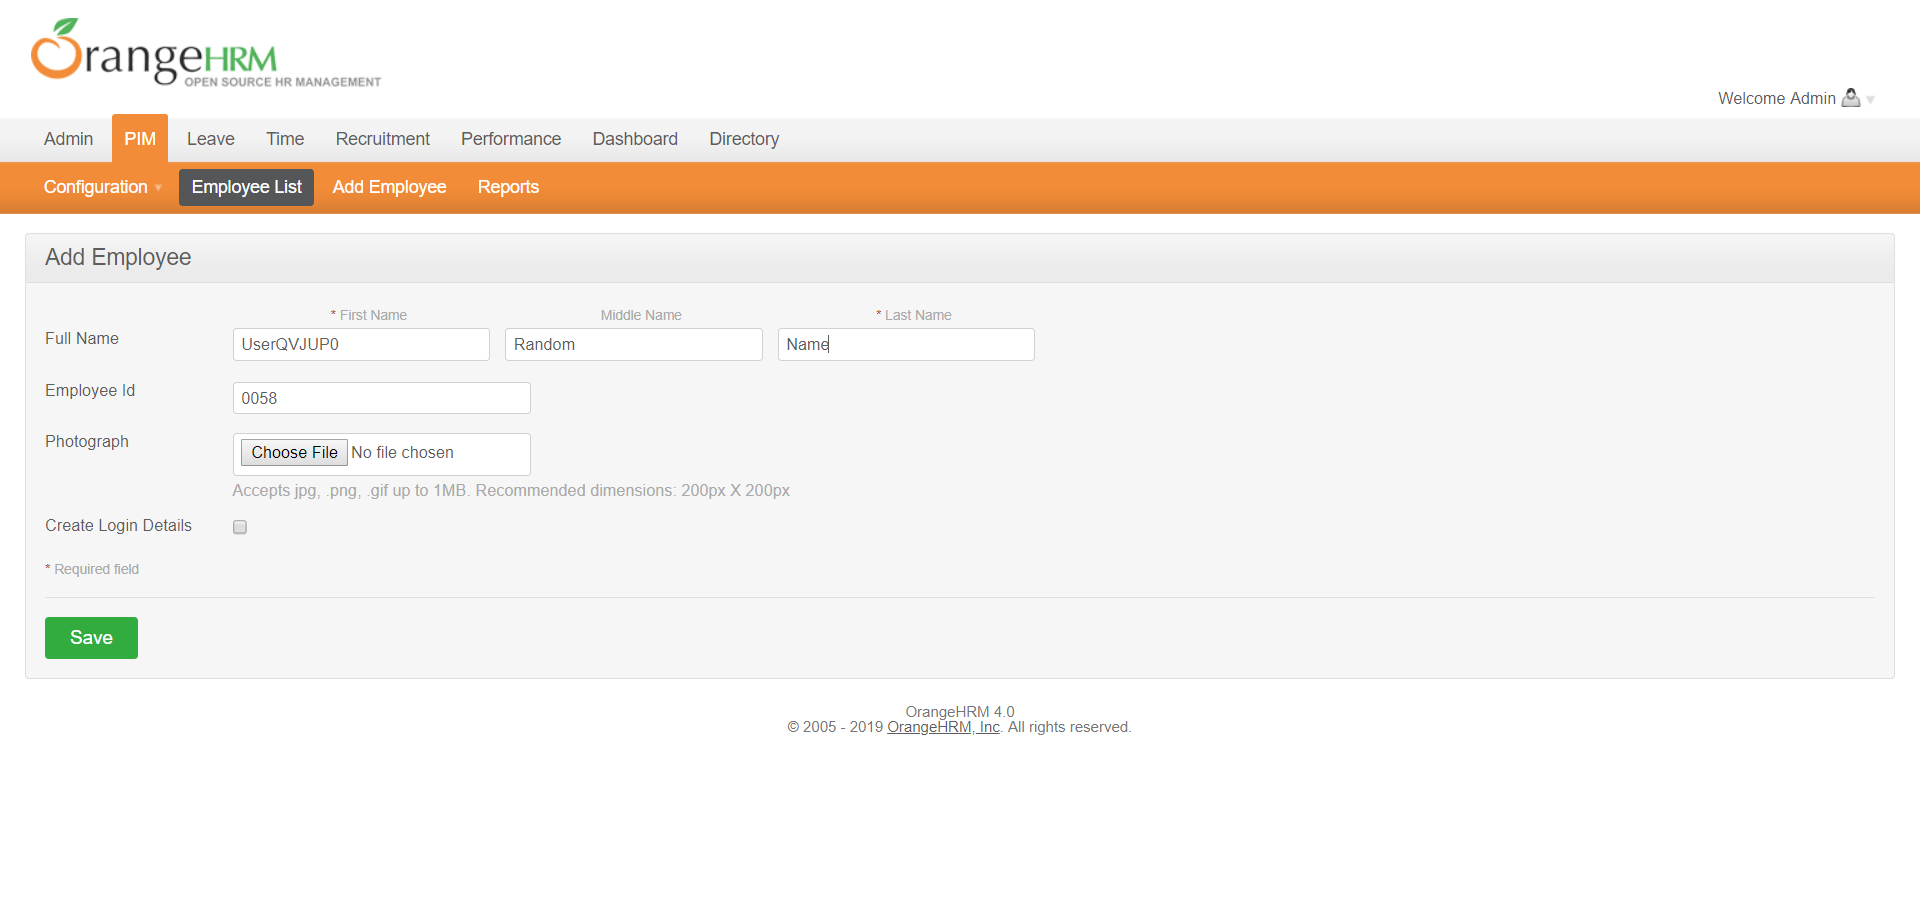 OrangeHRM
OPEN SOURCE HR MANAGEMENT
Welcome Admin
Admin PIM Leave Time Recruitment Performance Dashboard Directory
Configuration Employee List Add Employee Reports
Add Employee
* First Name Middle Name * Last Name
Full Name UserQVJUP0 Random Name
Employee Id 0058
Photograph Choose File No file chosen
Accepts jpg, .png, .gif up to 1MB. Recommended dimensions: 200px X 200px
Create Login Details
* Required field
Save
OrangeHRM 4.0
© 2005 - 2019 OrangeHRM, Inc. All rights reserved.